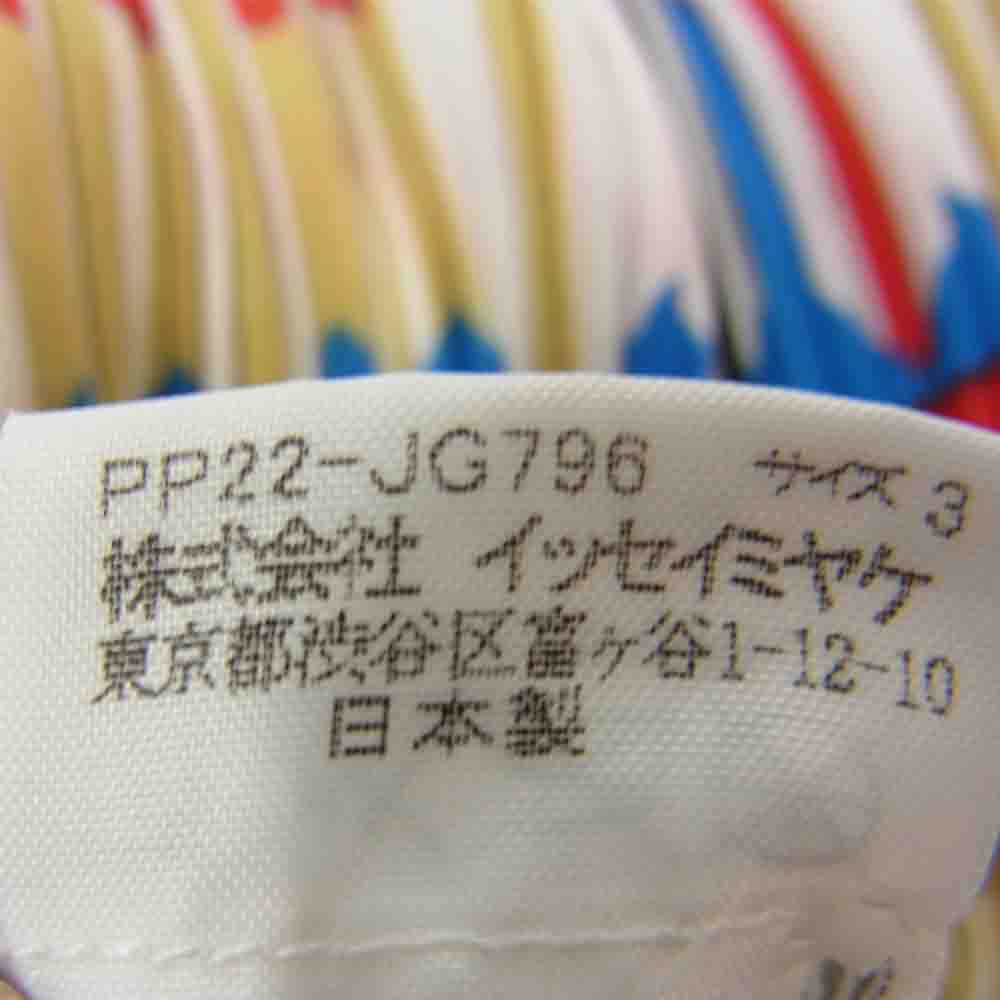 PP22-JG796 サイズ 3
株式会社 イッセイミヤケ
東京都渋谷区富ヶ谷1-12-10
日本製